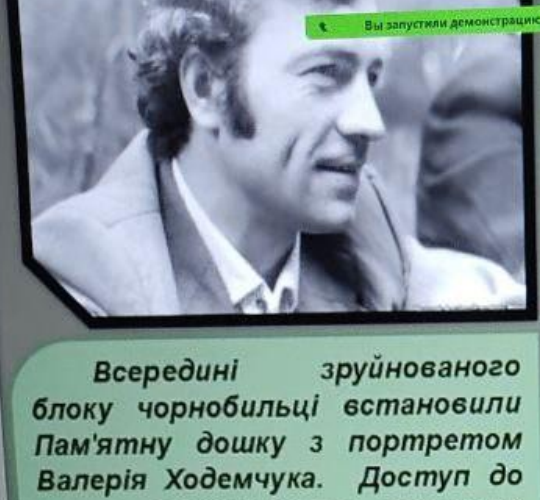 Вы запустили демонстрацию
Всередині зруйнованого
блоку чорнобильці встановили
Пам'ятну дошку з портретом
Валерія Ходемчука. Доступ до